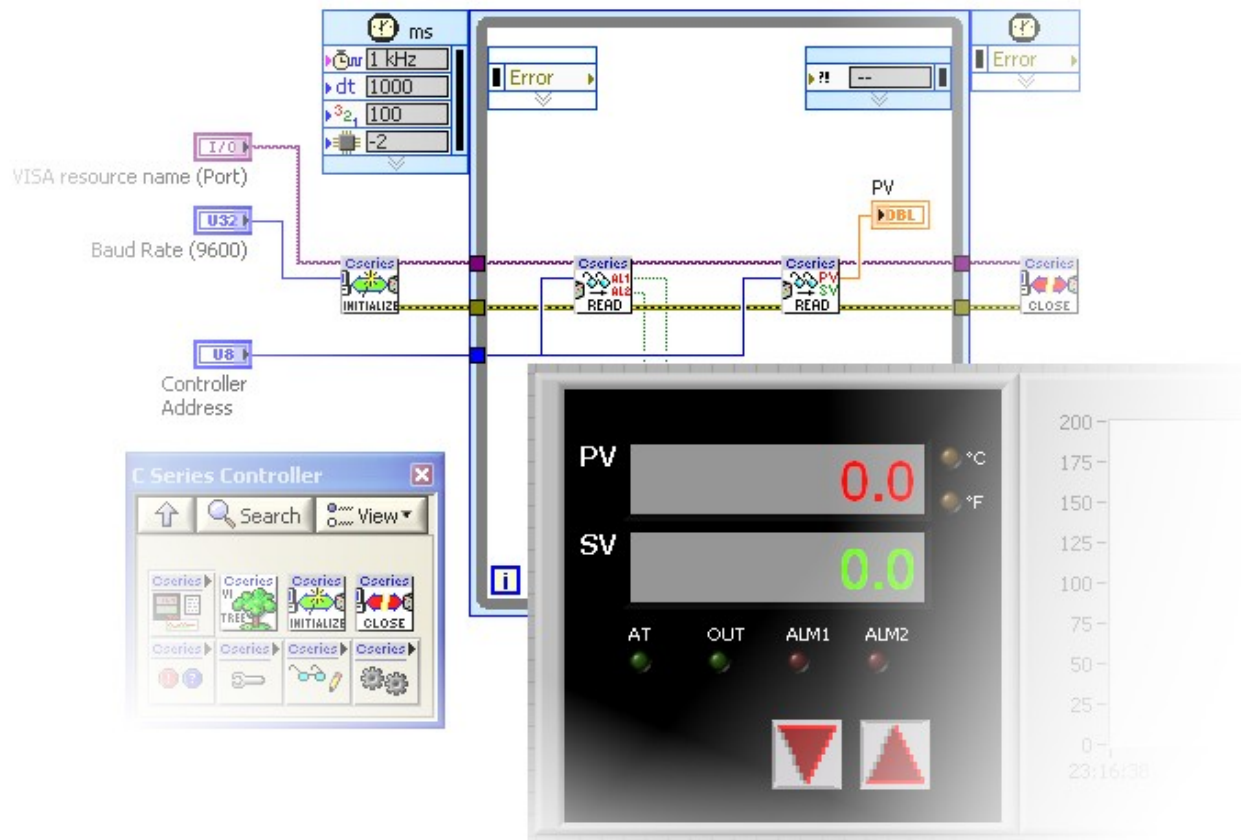 ms
1 kHz
dt 1000
321 100
-2
Error
?! --
Error
I/O
VISA resource name (Port)
U32
Baud Rate (9600)
U8
Controller
Address
PV
DBL
Cseries
INITIALIZE
Cseries
AL1
AL2
READ
Cseries
PV
SV
READ
Cseries
CLOSE
i
C Series Controller
Search
View
Cseries
Cseries
VI
TREE
Cseries
INITIALIZE
Cseries
CLOSE
Cseries
Cseries
Cseries
Cseries
PV
0.0
°C
°F
SV
0.0
AT OUT ALM1 ALM2
200
175
150
125
100
75
50
25
0
23:16:38